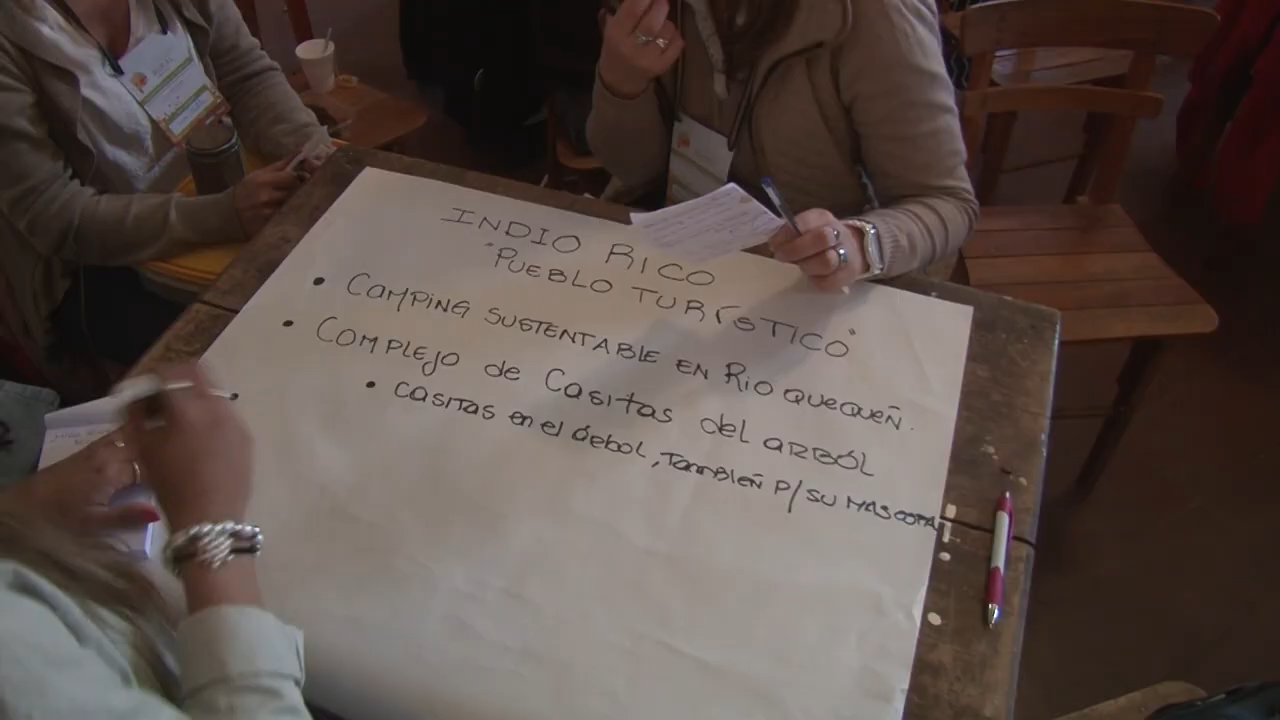 INDIO RICO
"PUEBLO TURÍSTICO"
• CAMPING SUSTENTABLE EN RIO QUEQUEÑ.
• COMPLEJO de Casitas del ARBÓL
• CASITAS en el árbol, TAMBIÉN P/ SU MASCOTA